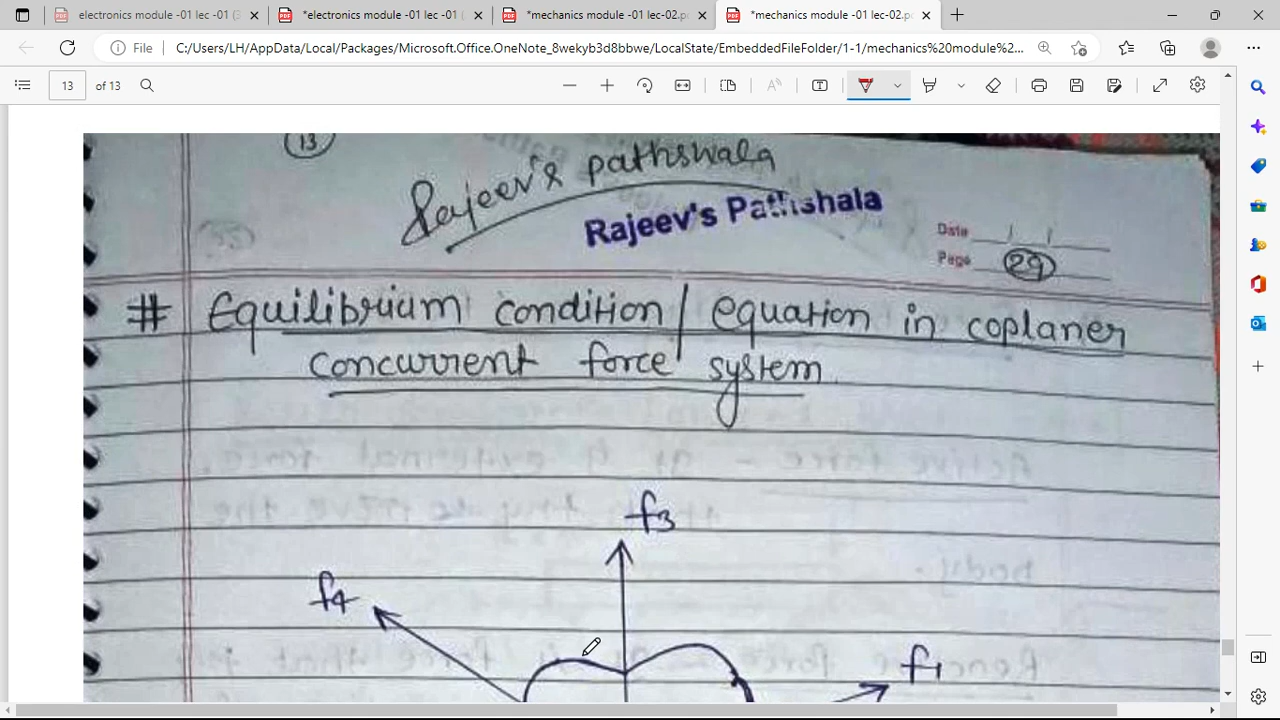 electronics module -01 lec -01 (
*electronics module -01 lec -01 (
*mechanics module -01 lec-02.pd
*mechanics module -01 lec-02.pd
File
C:/Users/LH/AppData/Local/Packages/Microsoft.Office.OneNote_8wekyb3d8bbwe/LocalState/EmbeddedFileFolder/1-1/mechanics%20module%2...
13 of 13
13
Rajeev's pathshala
Rajeev's Pathshala
Date
Page 29
# Equilibrium condition / equation in coplaner
concurrent force system
f3
f4
f1